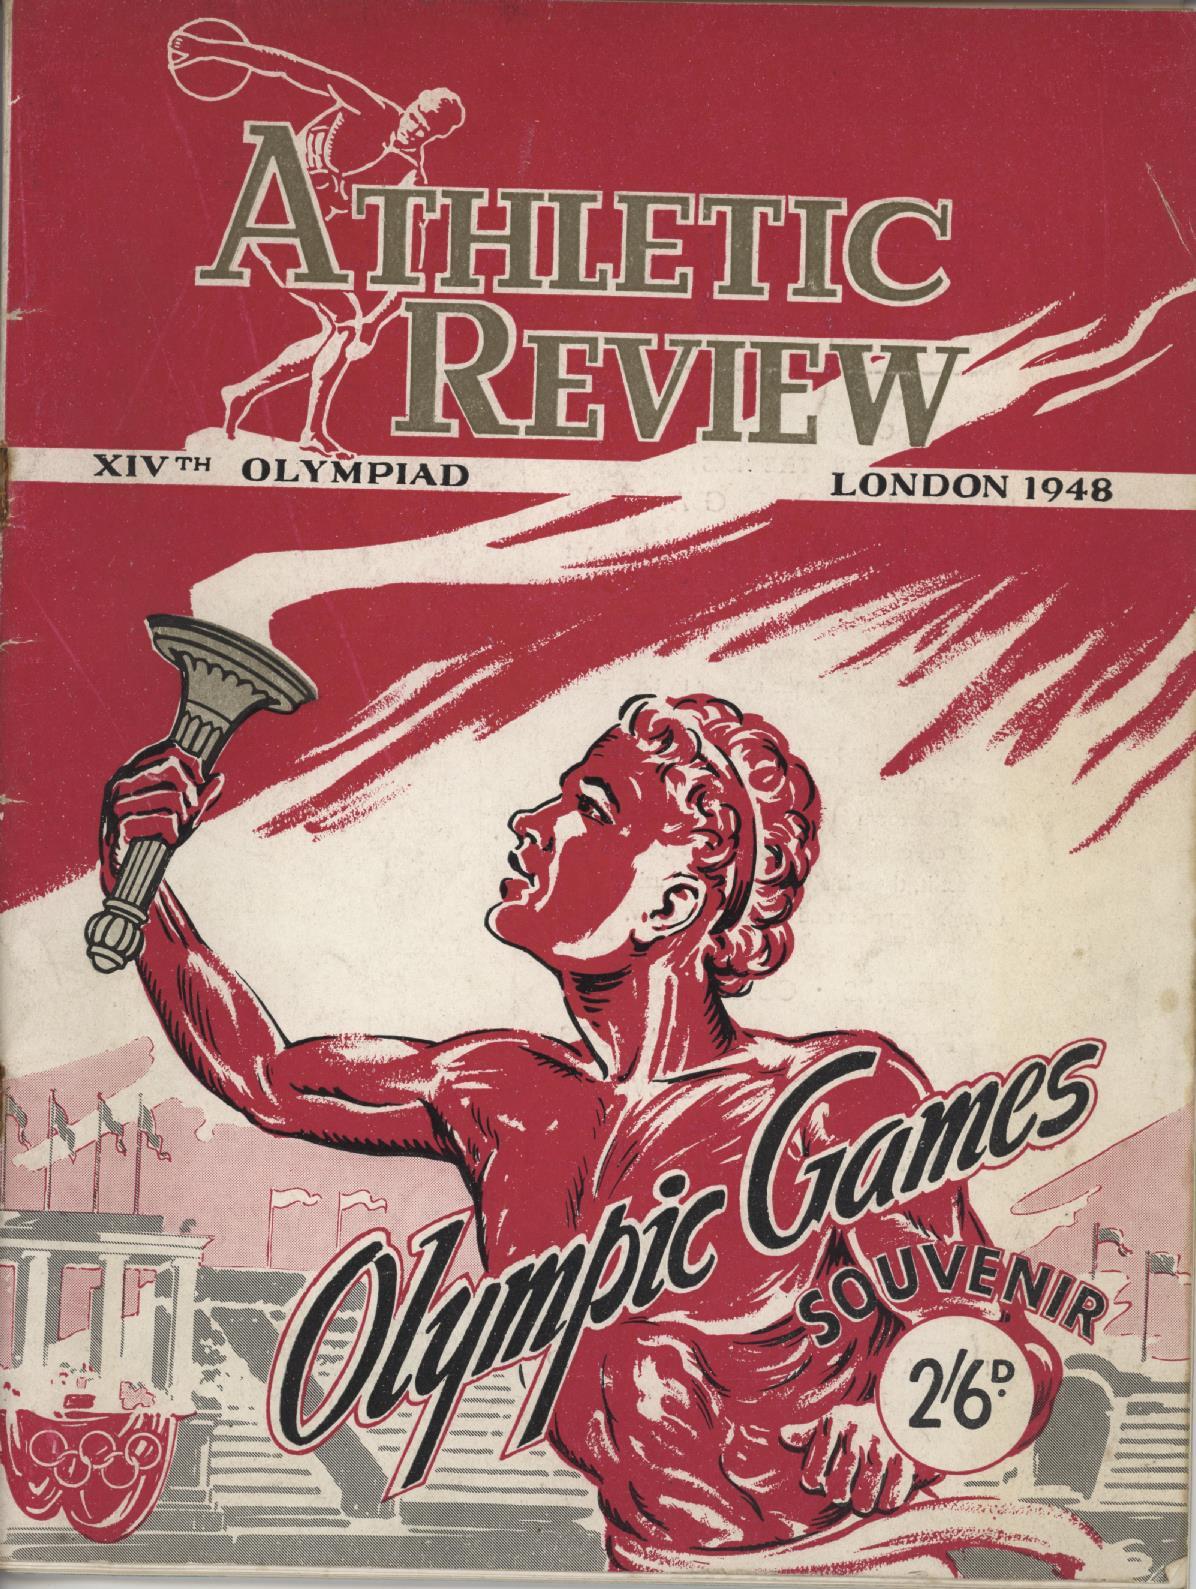 ATHLETIC
REVIEW
XIVTH OLYMPIAD
LONDON 1948
Olympic Games
SOUVENIR
2/6D.